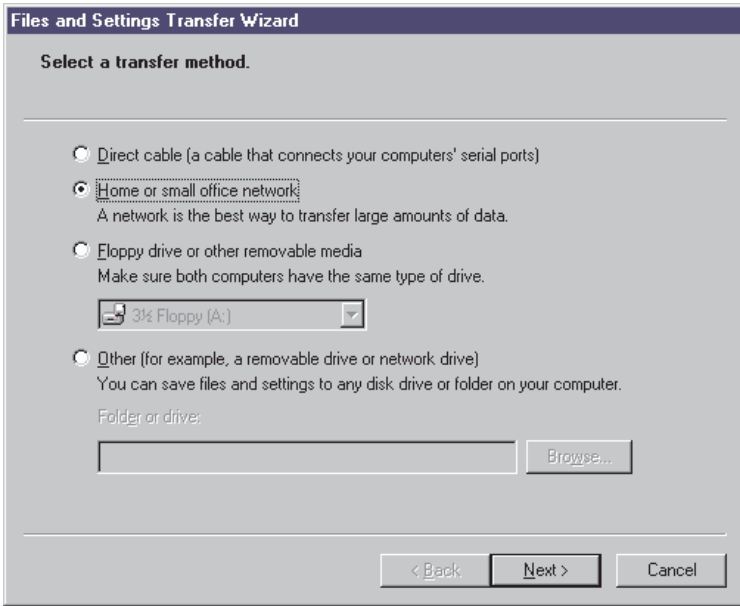 Files and Settings Transfer Wizard
Select a transfer method.
Direct cable (a cable that connects your computers' serial ports)
Home or small office network
A network is the best way to transfer large amounts of data.
Floppy drive or other removable media
Make sure both computers have the same type of drive.
3½ Floppy (A:)
Other (for example, a removable drive or network drive)
You can save files and settings to any disk drive or folder on your computer.
Folder or drive:
Browse...
< Back Next > Cancel